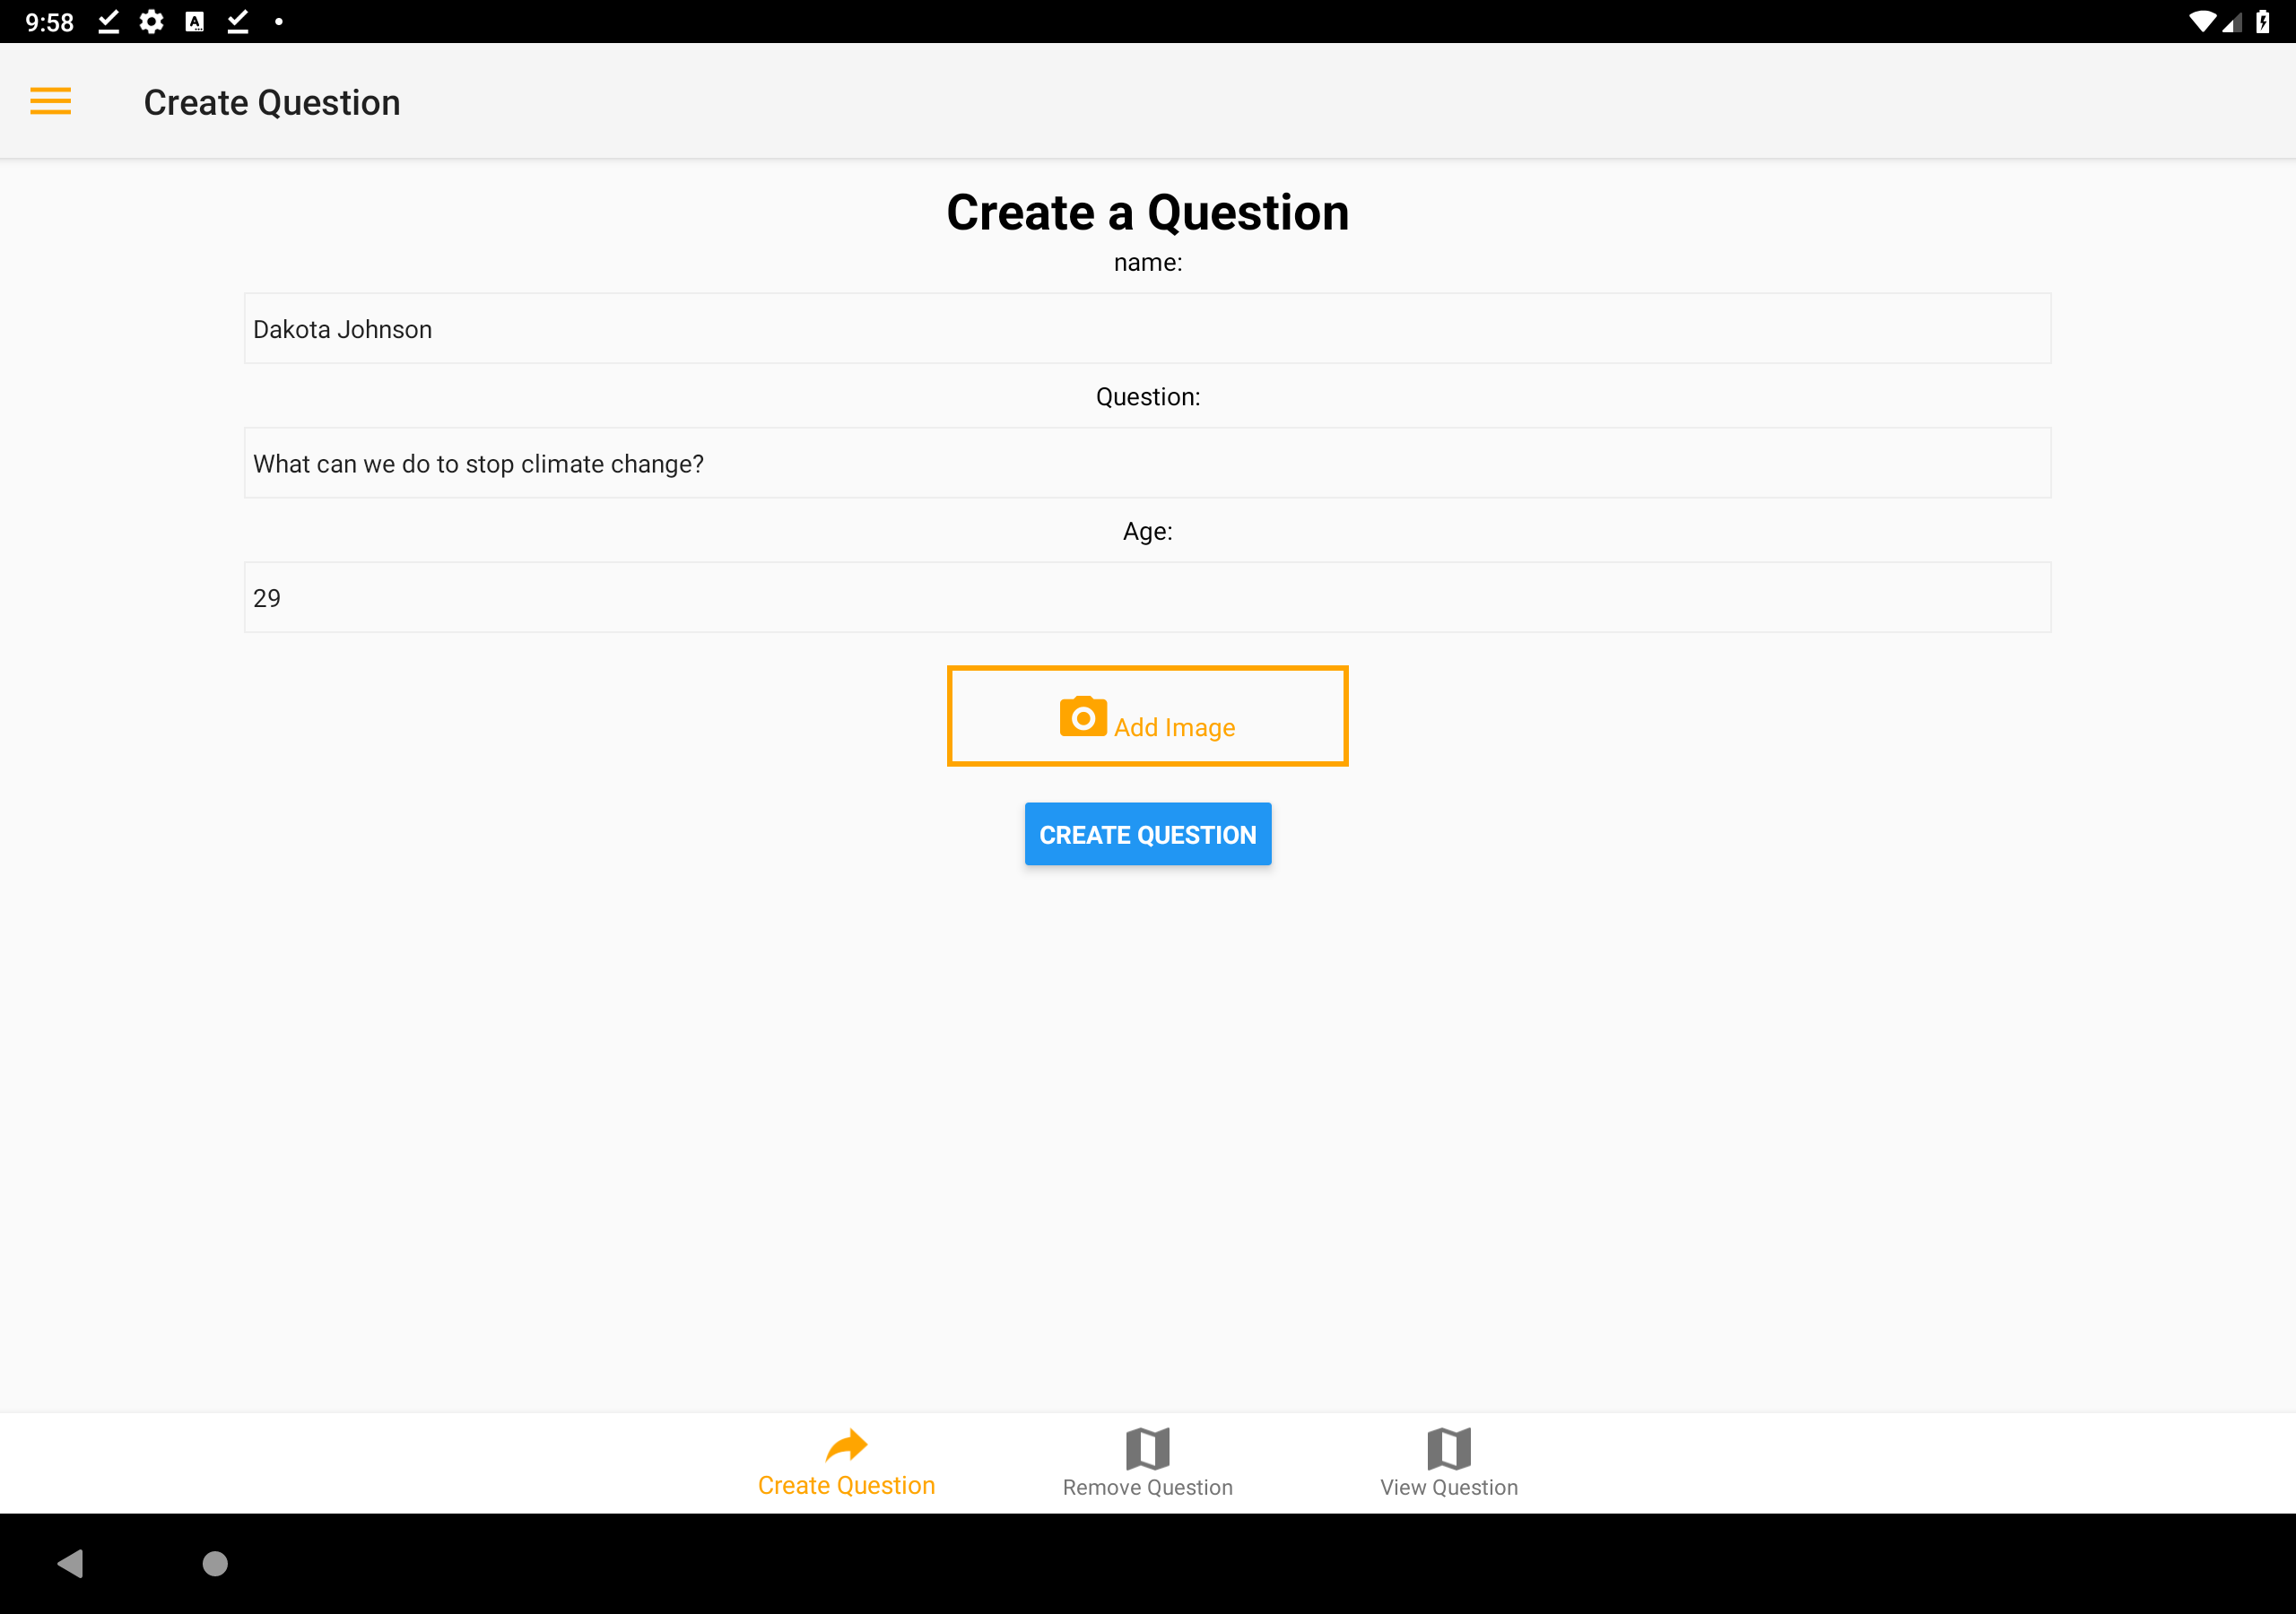 9:58
Create Question
Create a Question
name:
Dakota Johnson
Question:
What can we do to stop climate change?
Age:
29
Add Image
CREATE QUESTION
Create Question
Remove Question
View Question